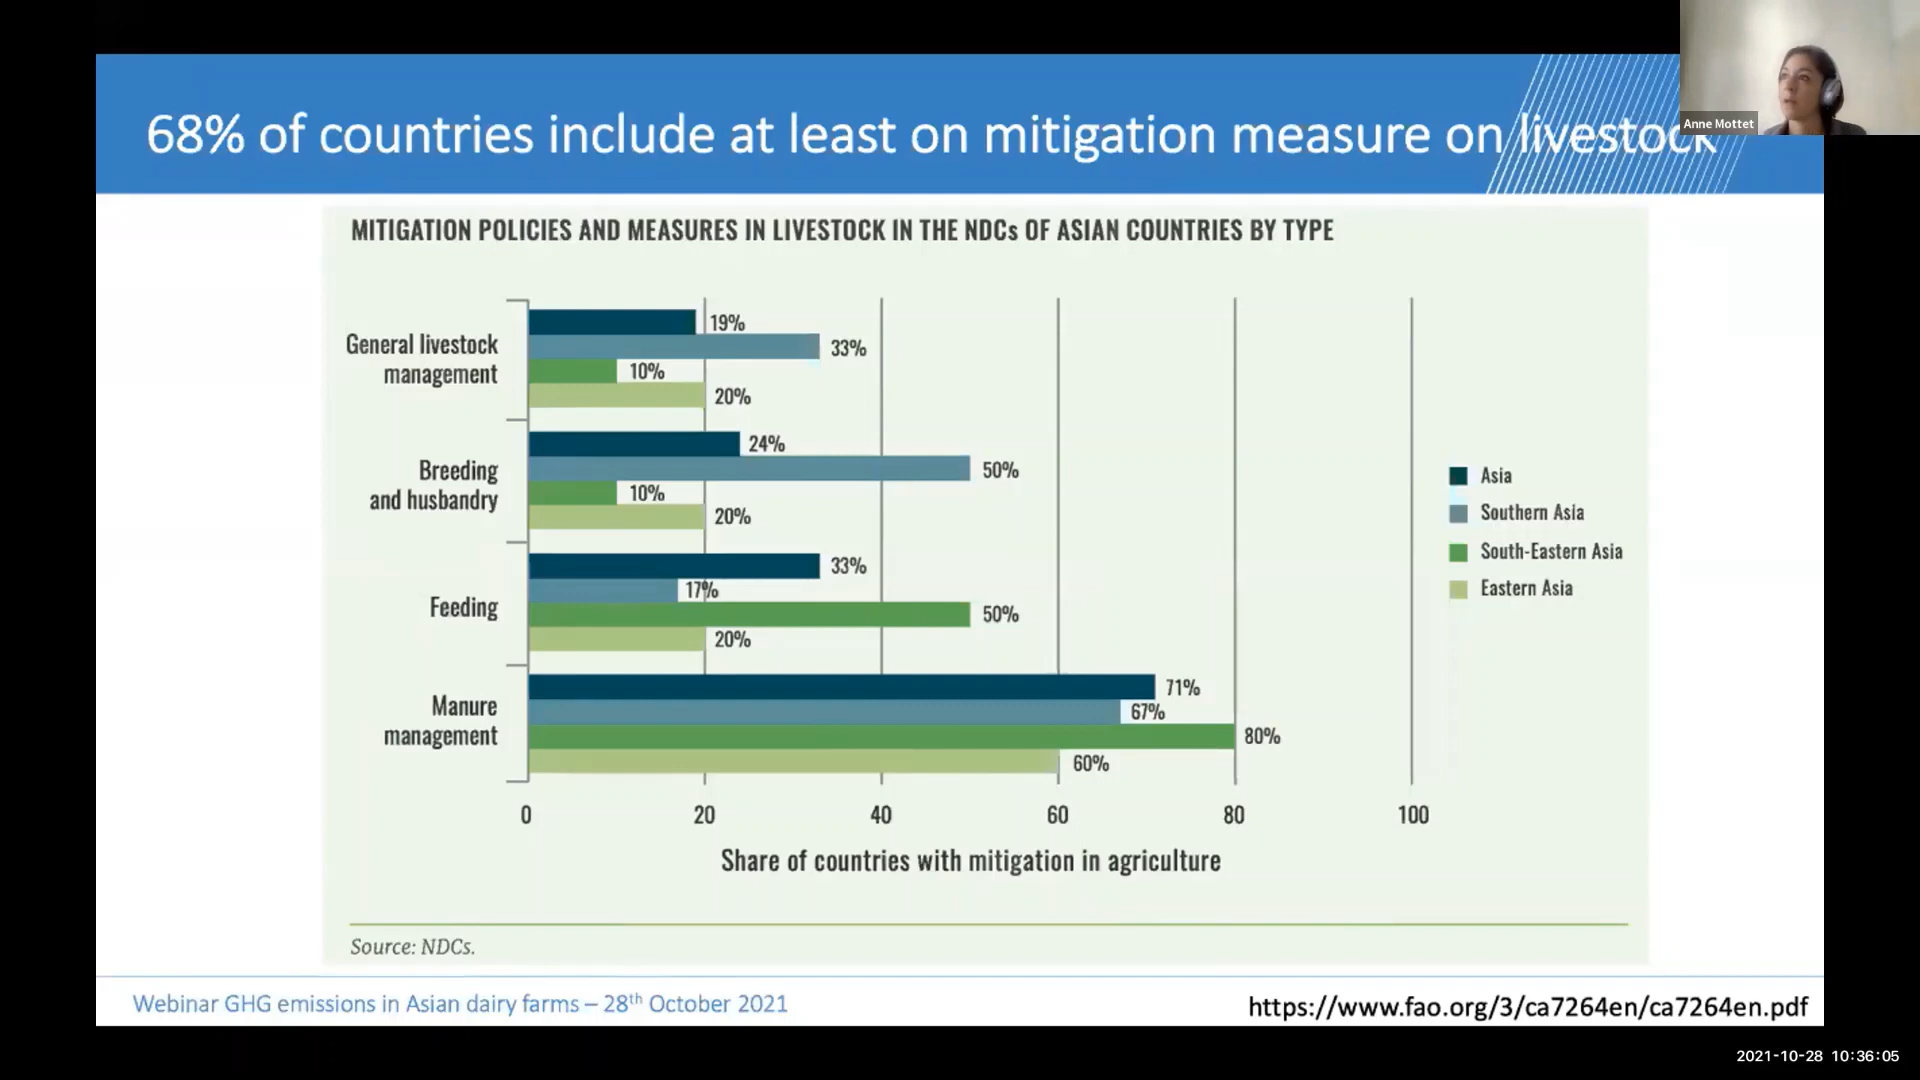 68% of countries include at least on mitigation measure on livestock
Anne Mottet
MITIGATION POLICIES AND MEASURES IN LIVESTOCK IN THE NDCs OF ASIAN COUNTRIES BY TYPE
General livestock
management
19%
33%
10%
20%
Breeding
and husbandry
24%
50%
10%
20%
Feeding
33%
17%
50%
20%
Manure
management
71%
67%
80%
60%
0 20 40 60 80 100
Share of countries with mitigation in agriculture
Asia
Southern Asia
South-Eastern Asia
Eastern Asia
Source: NDCs.
Webinar GHG emissions in Asian dairy farms – 28th October 2021
https://www.fao.org/3/ca7264en/ca7264en.pdf
2021-10-28 10:36:05